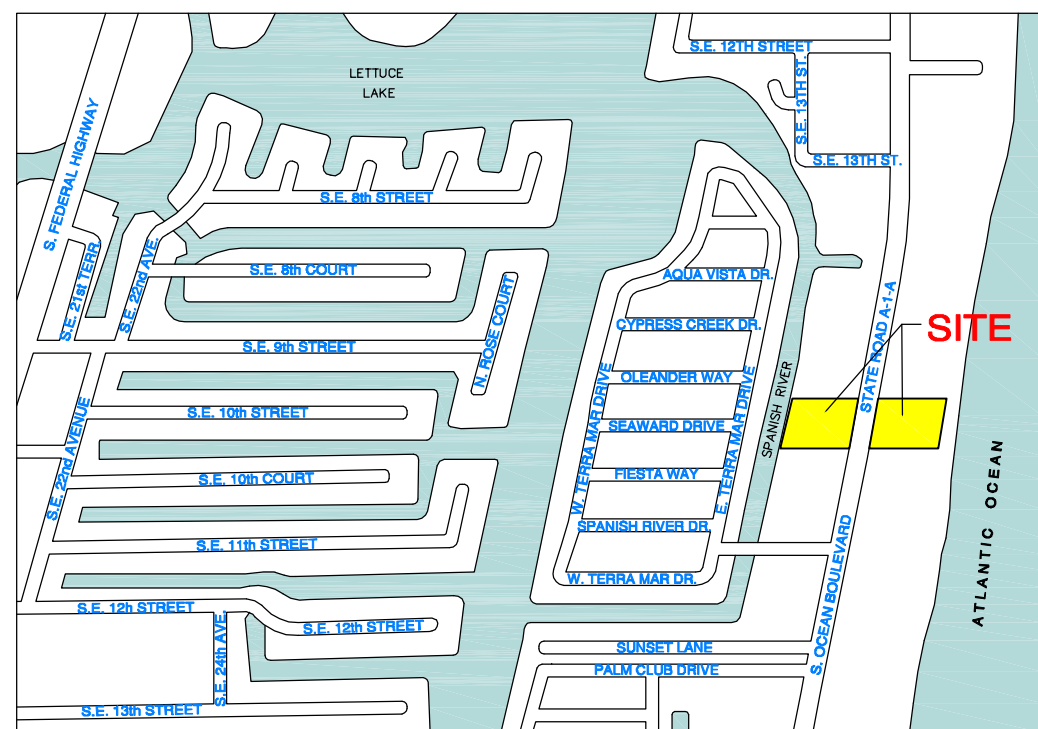 S.E. 12TH STREET
LETTUCE
LAKE
S.E. 13TH ST.
S.E. 13TH ST.
S. FEDERAL HIGHWAY
S.E. 8th STREET
S.E. 21st TERR.
S.E. 22nd AVE.
S.E. 8th COURT
AQUA VISTA DR.
N. ROSE COURT
STATE ROAD A-1-A
SITE
CYPRESS CREEK DR.
S.E. 9th STREET
OLEANDER WAY
SPANISH RIVER
W. TERRA MAR DRIVE
E. TERRA MAR DRIVE
S.E. 10th STREET
SEAWARD DRIVE
S.E. 22nd AVENUE
S.E. 10th COURT
FIESTA WAY
ATLANTIC OCEAN
SPANISH RIVER DR.
S.E. 11th STREET
W. TERRA MAR DR.
S. OCEAN BOULEVARD
S.E. 12h STREET
S.E. 12th STREET
S.E. 24th AVE.
SUNSET LANE
PALM CLUB DRIVE
S.E. 13th STREET